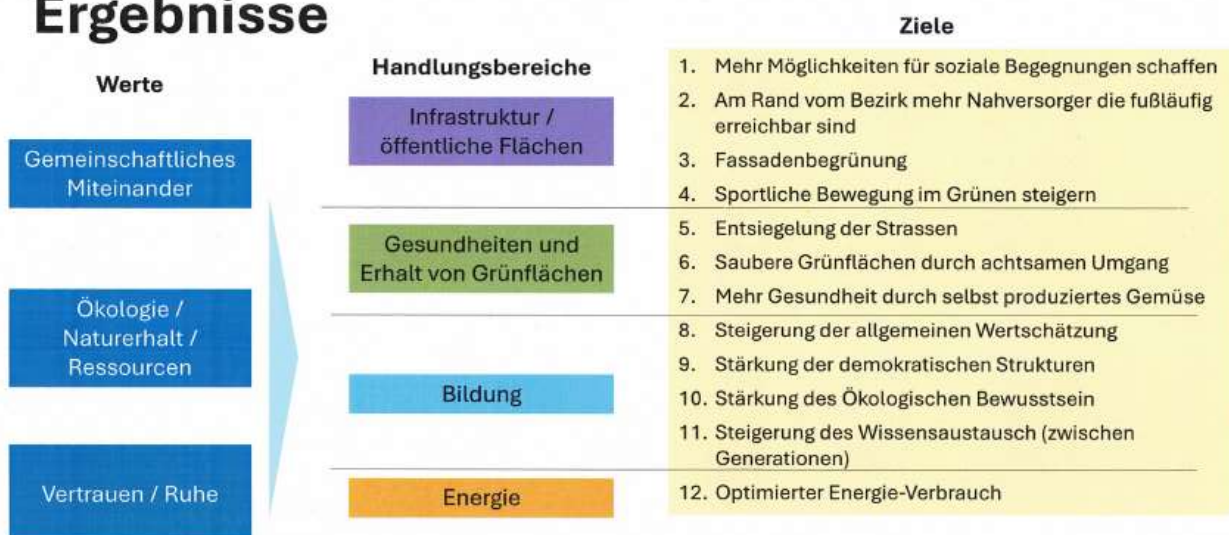 Ergebnisse
Werte
Gemeinschaftliches
Miteinander
Ökologie /
Naturerhalt /
Ressourcen
Vertrauen / Ruhe
Handlungsbereiche
Infrastruktur /
öffentliche Flächen
Gesundheiten und
Erhalt von Grünflächen
Bildung
Energie
Ziele
1. Mehr Möglichkeiten für soziale Begegnungen schaffen
2. Am Rand vom Bezirk mehr Nahversorger die fußläufig
erreichbar sind
3. Fassadenbegrünung
4. Sportliche Bewegung im Grünen steigern
5. Entsiegelung der Strassen
6. Saubere Grünflächen durch achtsamen Umgang
7. Mehr Gesundheit durch selbst produziertes Gemüse
8. Steigerung der allgemeinen Wertschätzung
9. Stärkung der demokratischen Strukturen
10. Stärkung des Ökologischen Bewusstsein
11. Steigerung des Wissensaustausch (zwischen
Generationen)
12. Optimierter Energie-Verbrauch